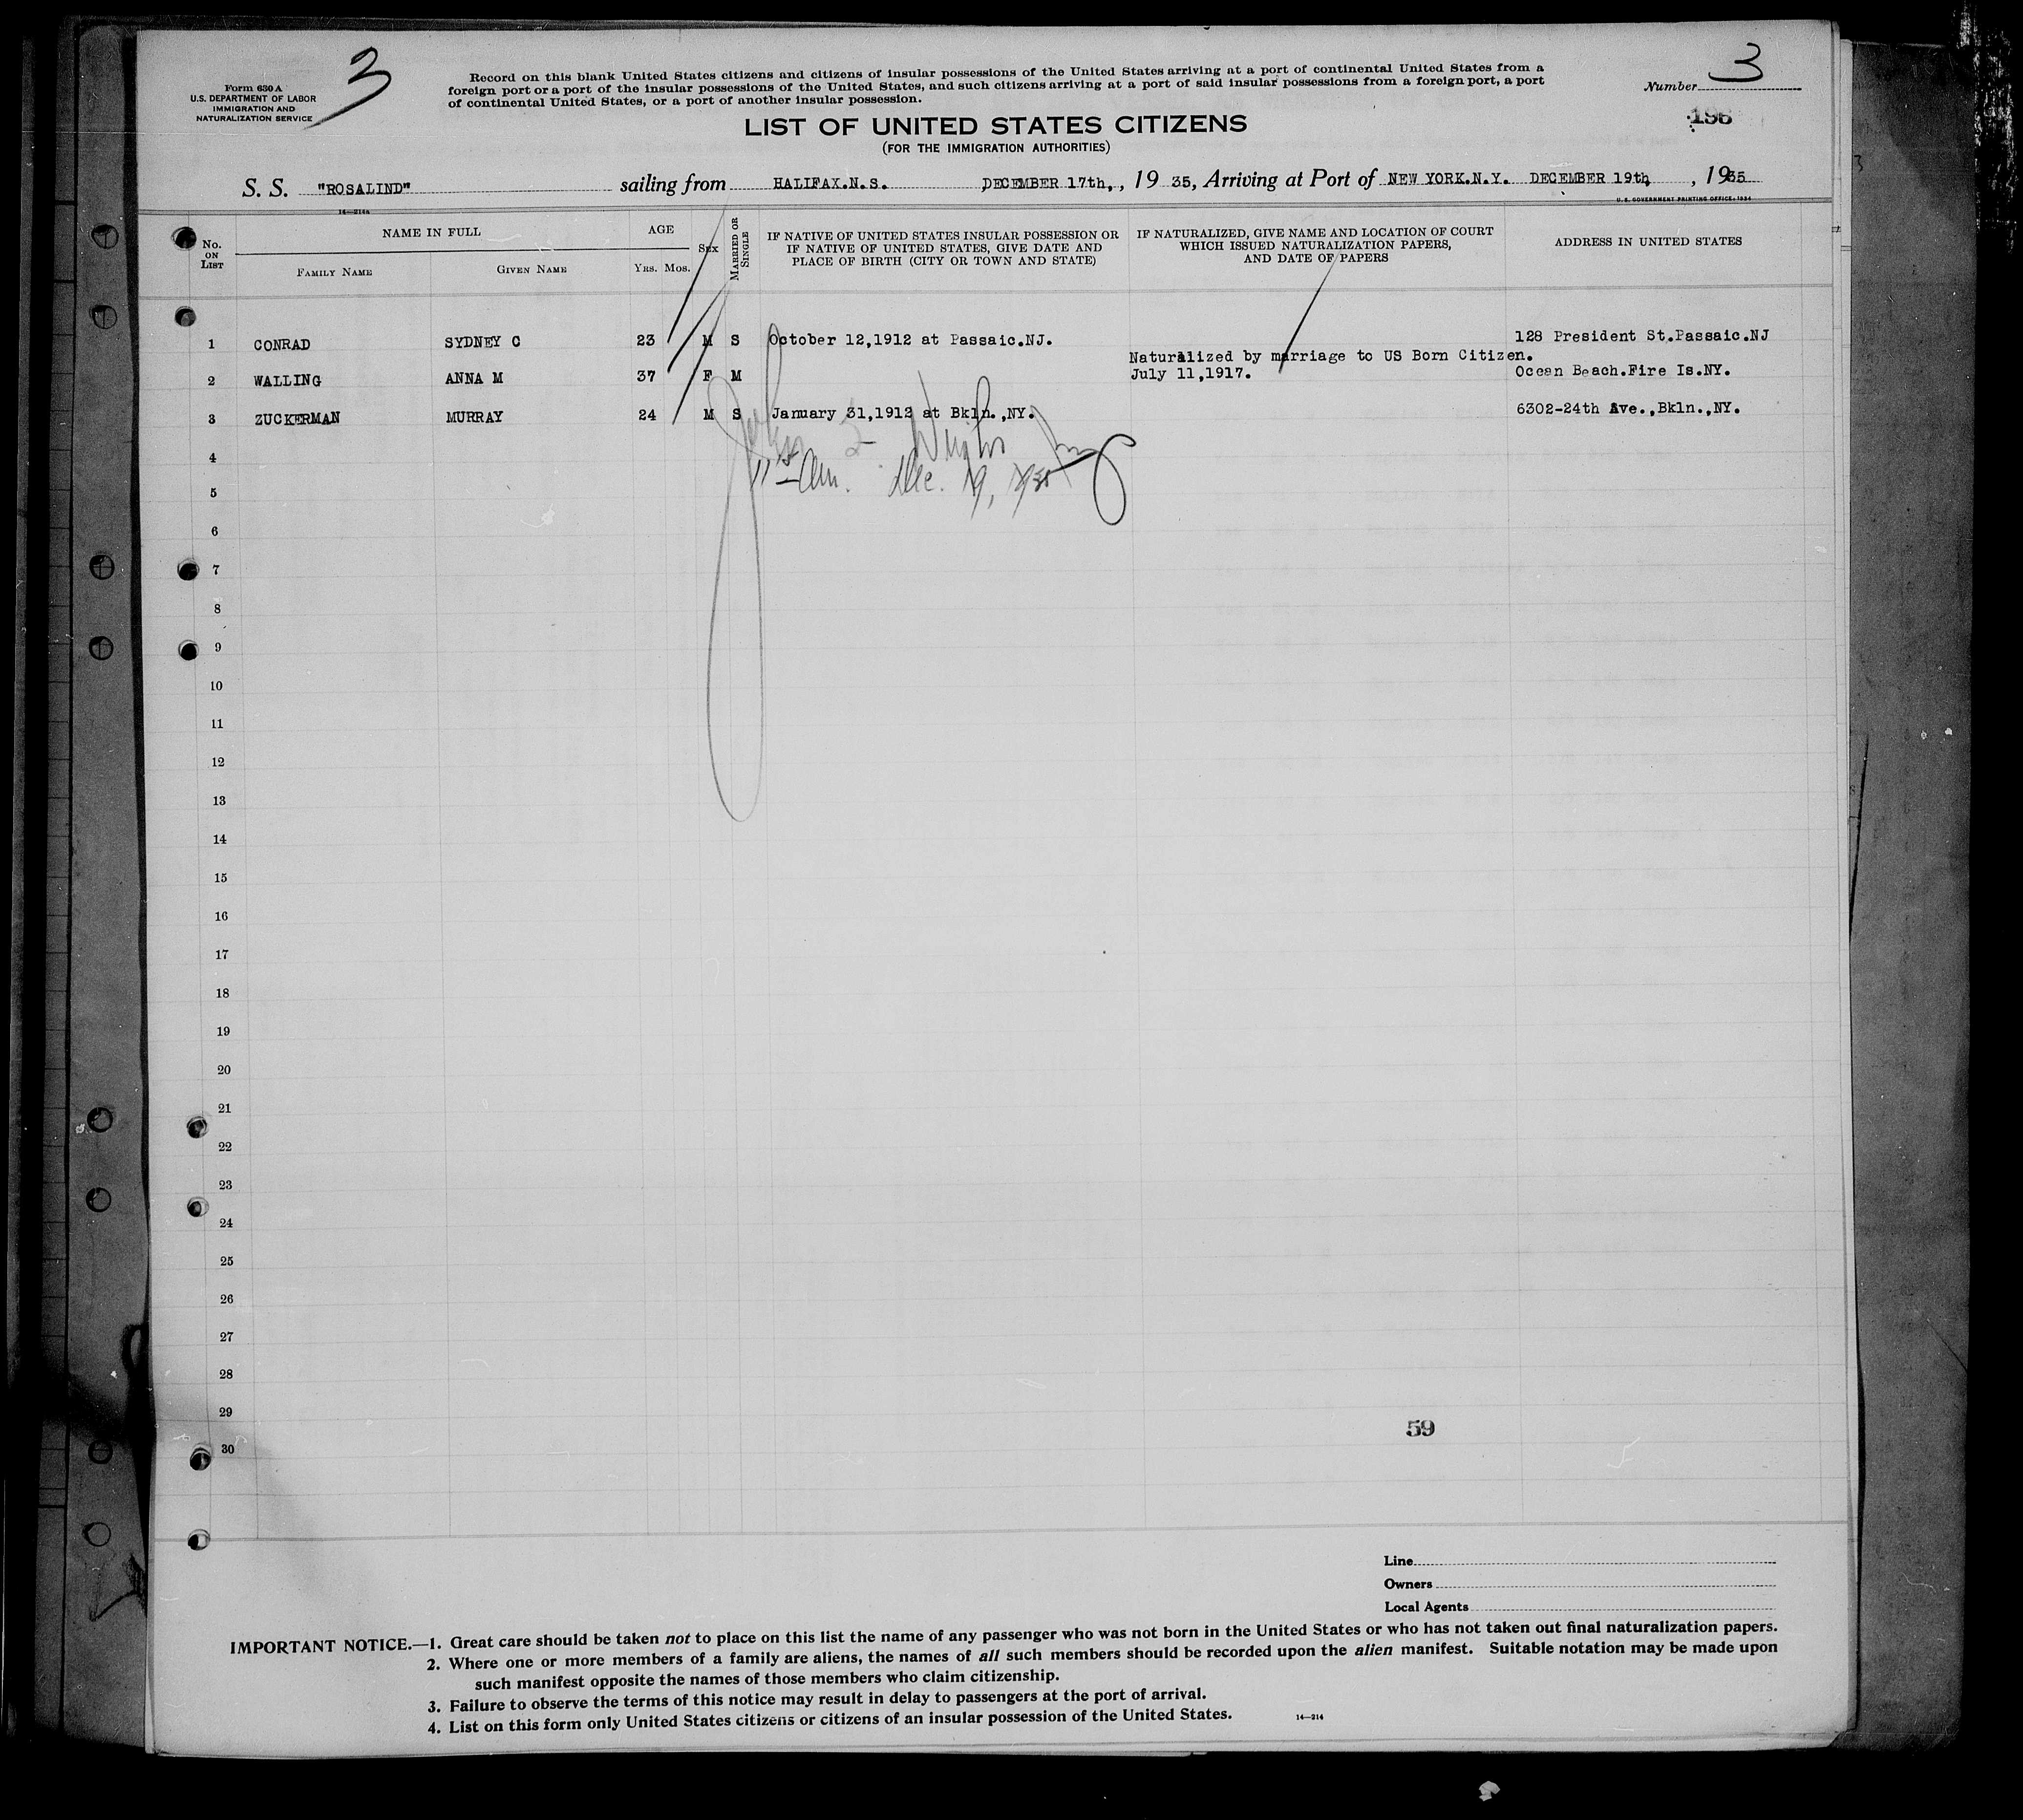 3
Form 630 A
U.S. DEPARTMENT OF LABOR
IMMIGRATION AND
NATURALIZATION SERVICE
Record on this blank United States citizens and citizens of insular possessions of the United States arriving at a port of continental United States from a
foreign port or a port of the insular possessions of the United States, and such citizens arriving at a port of said insular possessions from a foreign port, a port
of continental United States, or a port of another insular possession.
Number 3
LIST OF UNITED STATES CITIZENS
(FOR THE IMMIGRATION AUTHORITIES)
S. S. "ROSALIND" sailing from HALIFAX.N.S. DECEMBER 17th, , 19 35, Arriving at Port of NEW YORK.N.Y. DECEMBER 19th, , 1935
14—214a
U. S. GOVERNMENT PRINTING OFFICE: 1934
No. ON LIST
NAME IN FULL
FAMILY NAME GIVEN NAME
AGE
YRS. MOS.
SEX
MARRIED OR SINGLE
IF NATIVE OF UNITED STATES INSULAR POSSESSION OR
IF NATIVE OF UNITED STATES, GIVE DATE AND
PLACE OF BIRTH (CITY OR TOWN AND STATE)
IF NATURALIZED, GIVE NAME AND LOCATION OF COURT
WHICH ISSUED NATURALIZATION PAPERS,
AND DATE OF PAPERS
ADDRESS IN UNITED STATES
1 CONRAD SYDNEY C 23 M S October 12,1912 at Passaic.NJ. 128 President St.Passaic.NJ
Naturalized by marriage to US Born Citizen.
2 WALLING ANNA M 37 F M July 11,1917. Ocean Beach.Fire Is.NY.
3 ZUCKERMAN MURRAY 24 M S January 31,1912 at Bkln.,NY. 6302-24th Ave.,Bkln.,NY.
4
Dec. 19,
5
6
7
8
9
10
11
12
13
14
15
16
17
18
19
20
21
22
23
24
25
26
27
28
29
59
30
Line
Owners
Local Agents
IMPORTANT NOTICE.—1. Great care should be taken not to place on this list the name of any passenger who was not born in the United States or who has not taken out final naturalization papers.
2. Where one or more members of a family are aliens, the names of all such members should be recorded upon the alien manifest. Suitable notation may be made upon
such manifest opposite the names of those members who claim citizenship.
3. Failure to observe the terms of this notice may result in delay to passengers at the port of arrival.
4. List on this form only United States citizens or citizens of an insular possession of the United States.
14—214